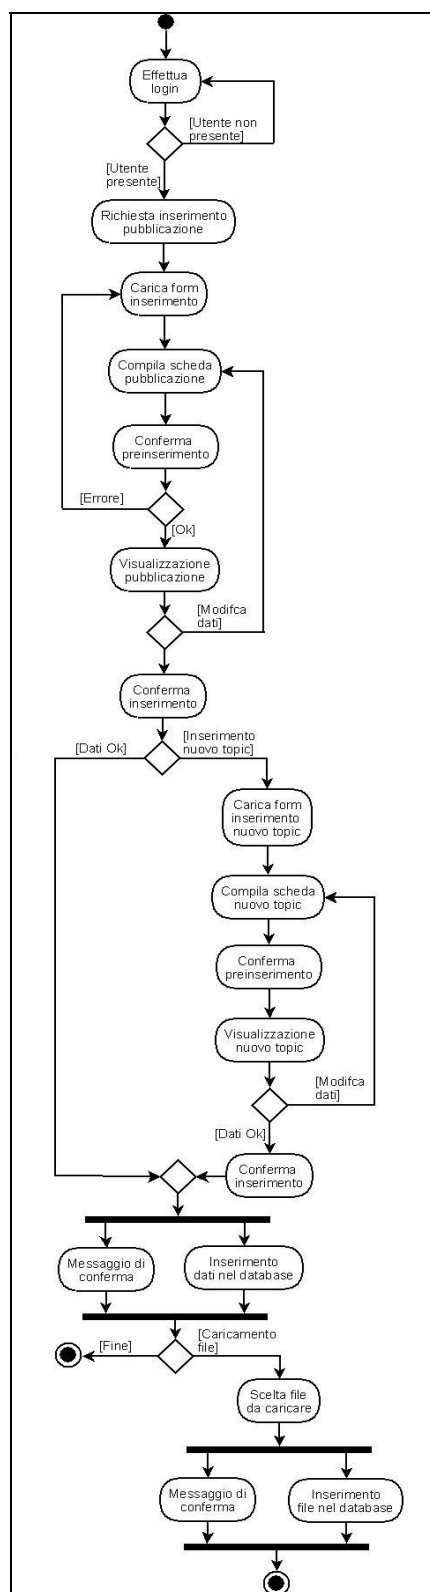 Effettua
login
[Utente non
presente]
[Utente
presente]
Richiesta inserimento
pubblicazione
Carica form
inserimento
Compila scheda
pubblicazione
Conferma
preinserimento
[Errore]
[Ok]
Visualizzazione
pubblicazione
[Modifca
dati]
Conferma
inserimento
[Dati Ok]
[Inserimento
nuovo topic]
Carica form
inserimento
nuovo topic
Compila scheda
nuovo topic
Conferma
preinserimento
Visualizzazione
nuovo topic
[Modifca
dati]
[Dati Ok]
Conferma
inserimento
Messaggio di
conferma
Inserimento
dati nel database
[Fine]
[Caricamento
file]
Scelta file
da caricare
Messaggio di
conferma
Inserimento
file nel database